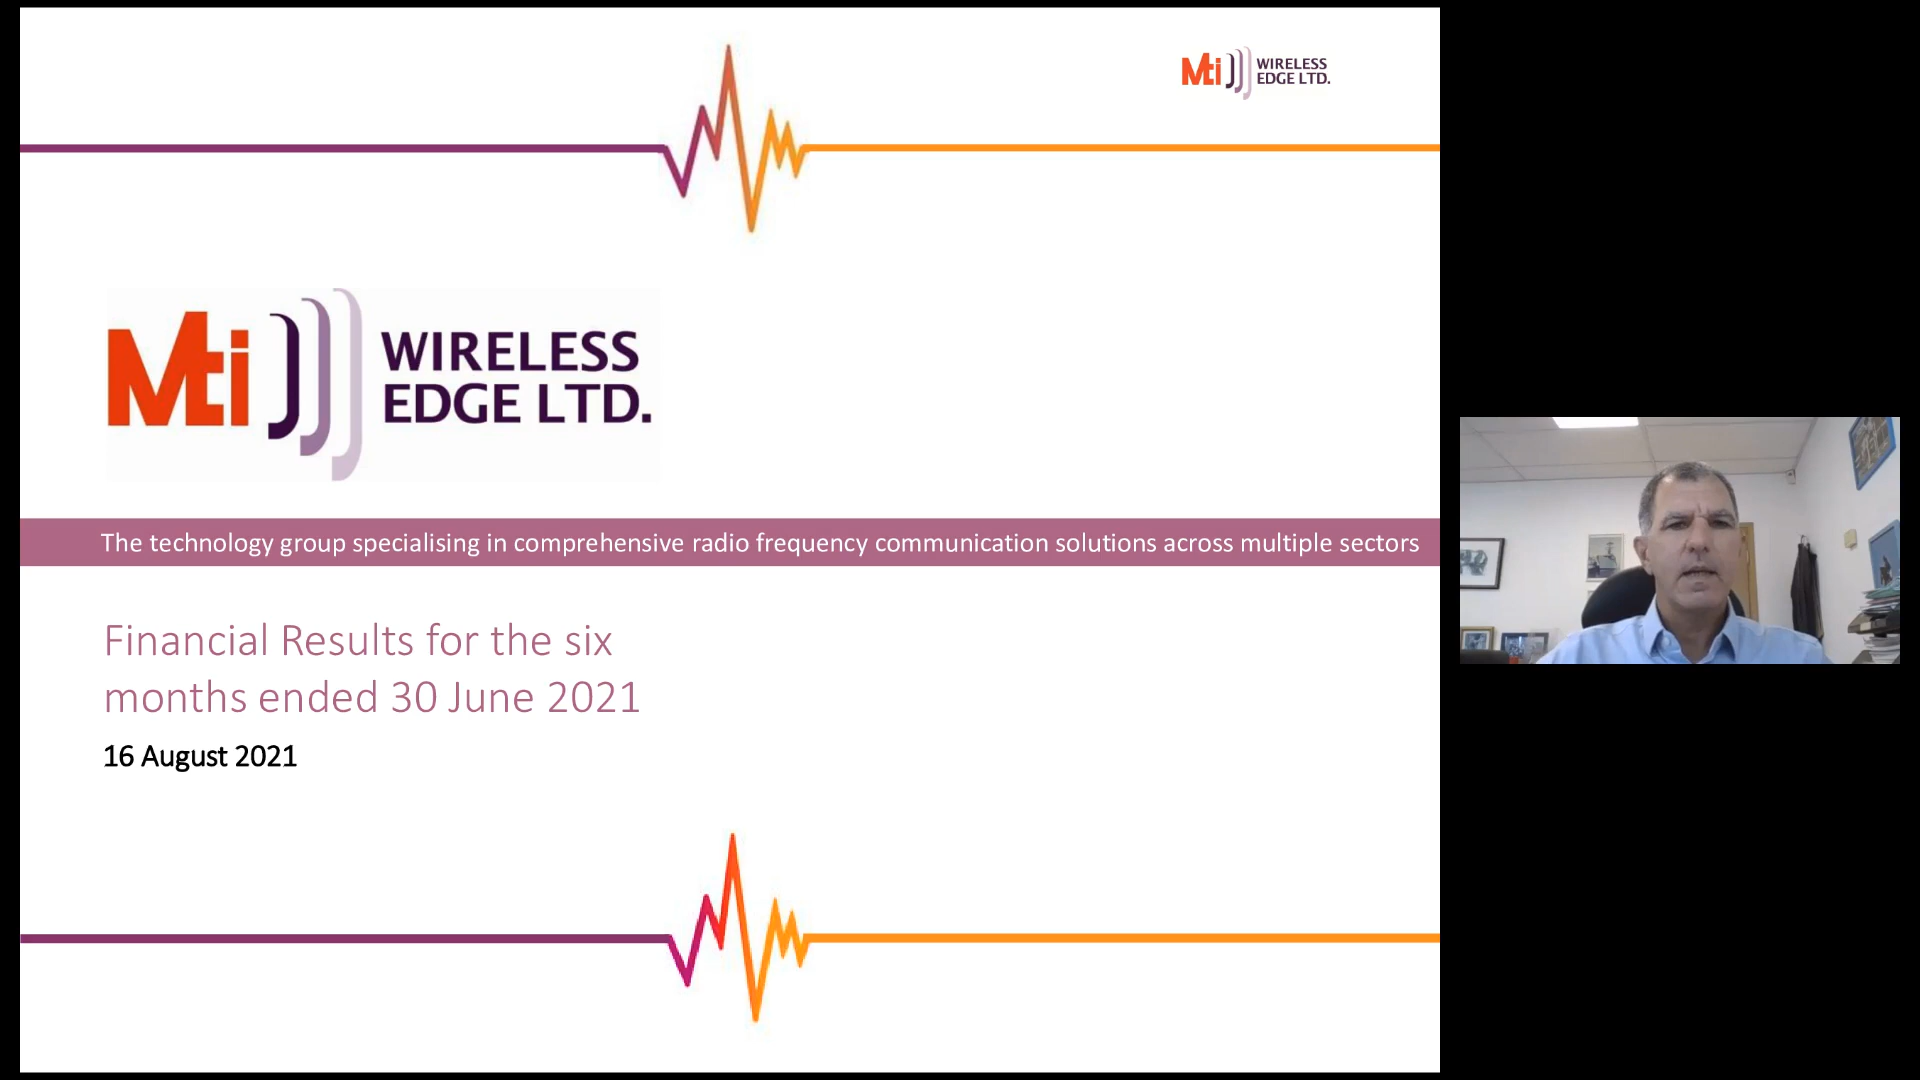 Mti WIRELESS
EDGE LTD.
Mti WIRELESS
EDGE LTD.
The technology group specialising in comprehensive radio frequency communication solutions across multiple sectors
Financial Results for the six
months ended 30 June 2021
16 August 2021